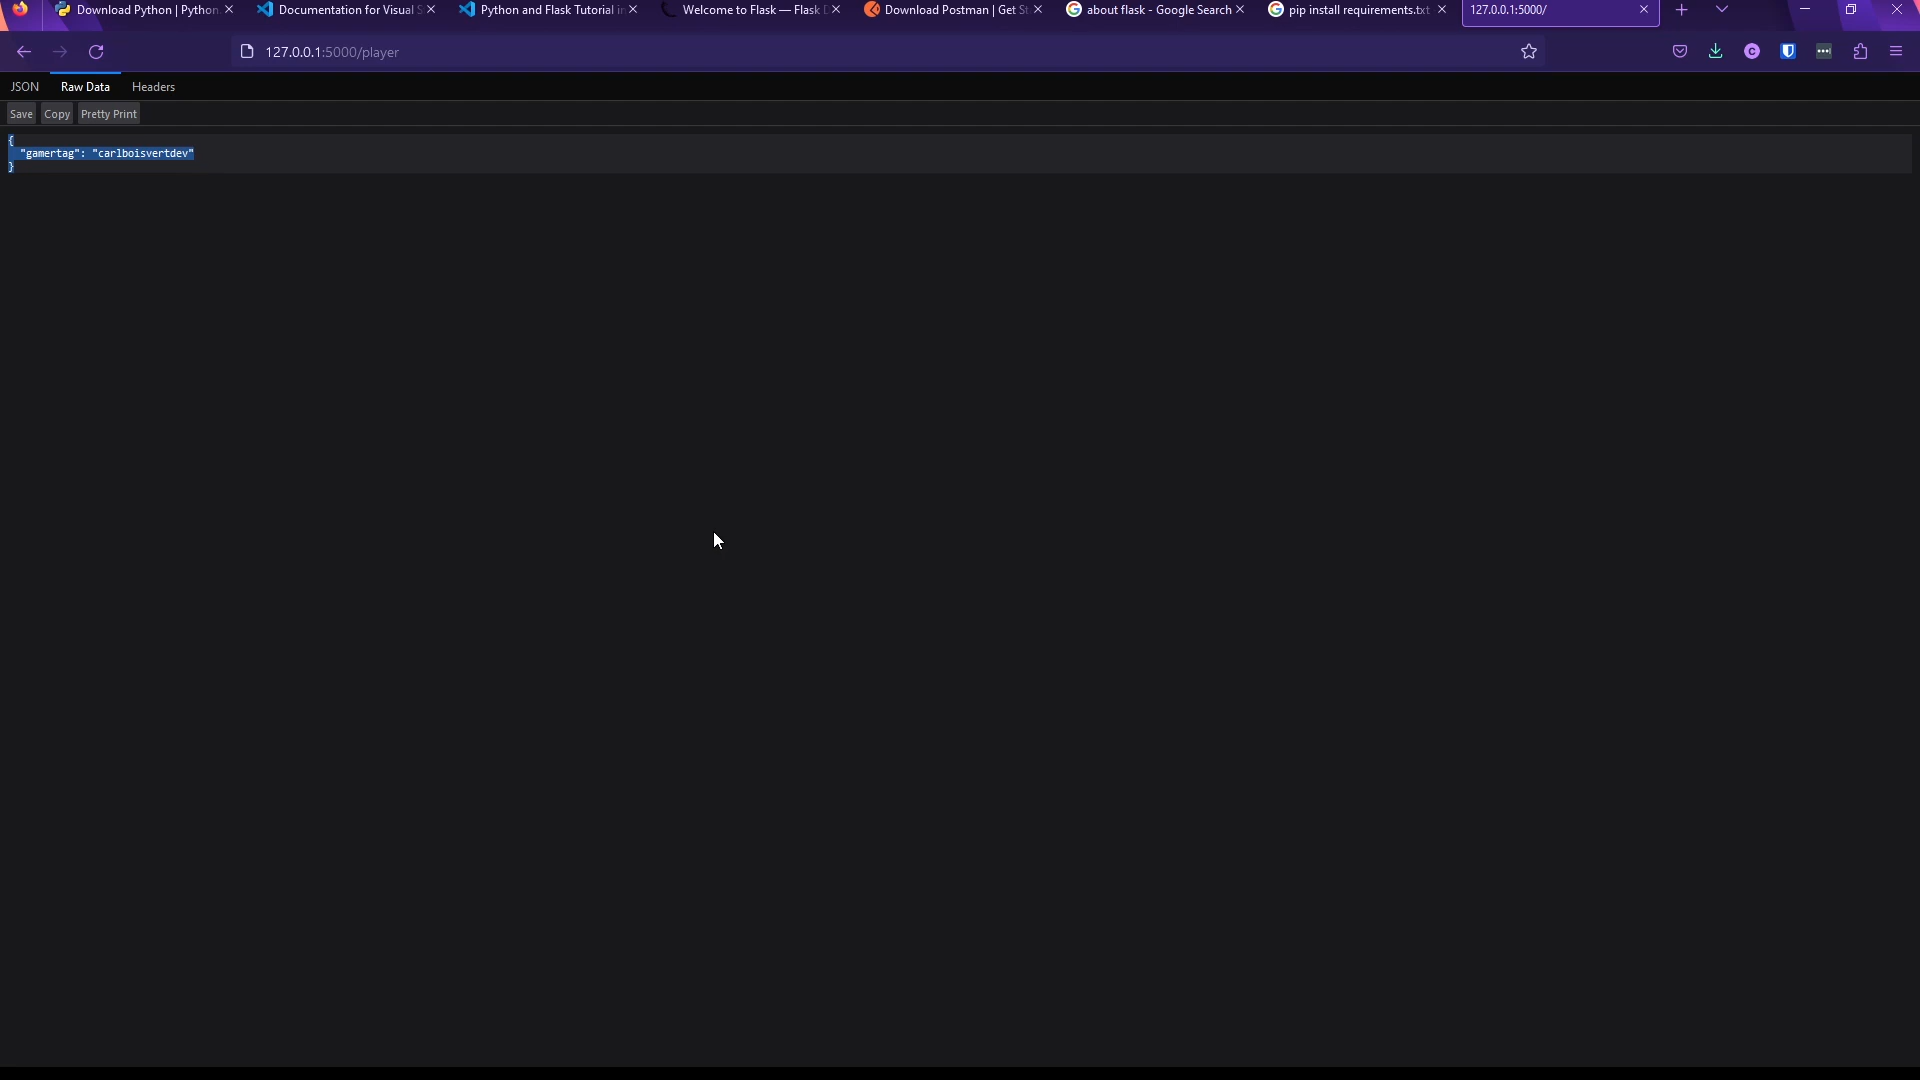 Download Python | Python
Documentation for Visual S
Python and Flask Tutorial in
Welcome to Flask — Flask D
Download Postman | Get St
about flask - Google Search
pip install requirements.txt
127.0.0.1:5000/
127.0.0.1:5000/player
JSON Raw Data Headers
Save Copy Pretty Print
{
"gamertag": "carlboisvertdev"
}